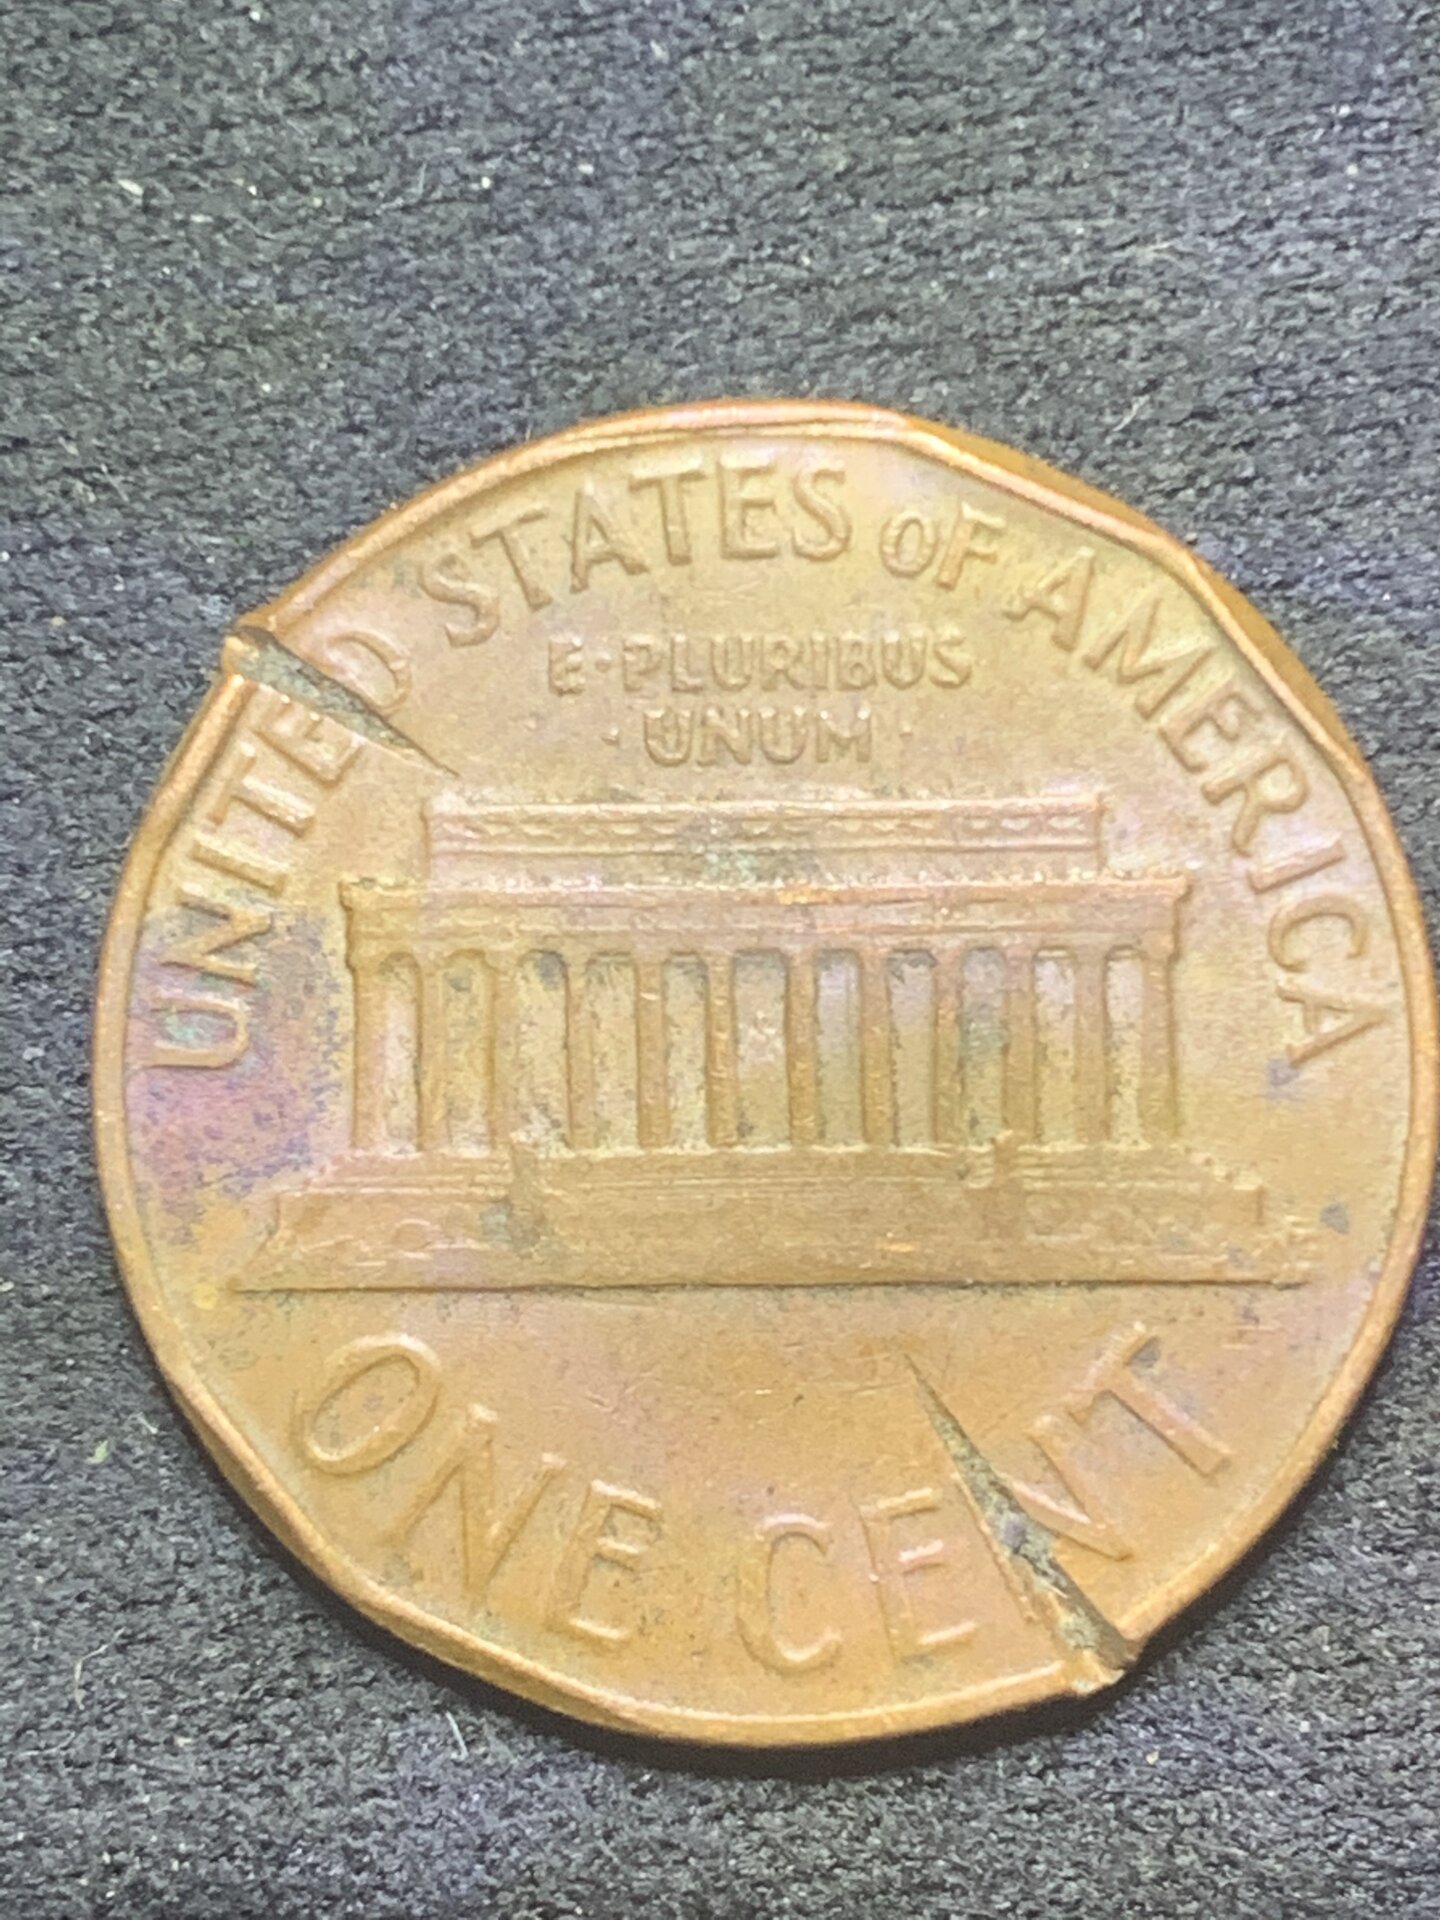 UNITED STATES OF AMERICA
E·PLURIBUS
·UNUM·
ONE CENT